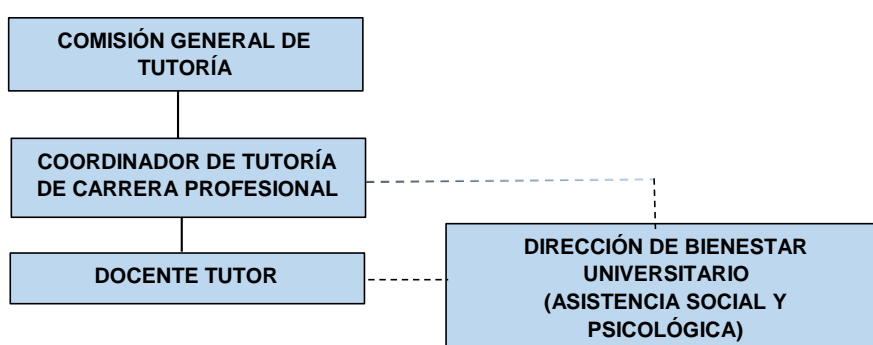 COMISIÓN GENERAL DE
TUTORÍA
COORDINADOR DE TUTORÍA
DE CARRERA PROFESIONAL
DOCENTE TUTOR
DIRECCIÓN DE BIENESTAR
UNIVERSITARIO
(ASISTENCIA SOCIAL Y
PSICOLÓGICA)